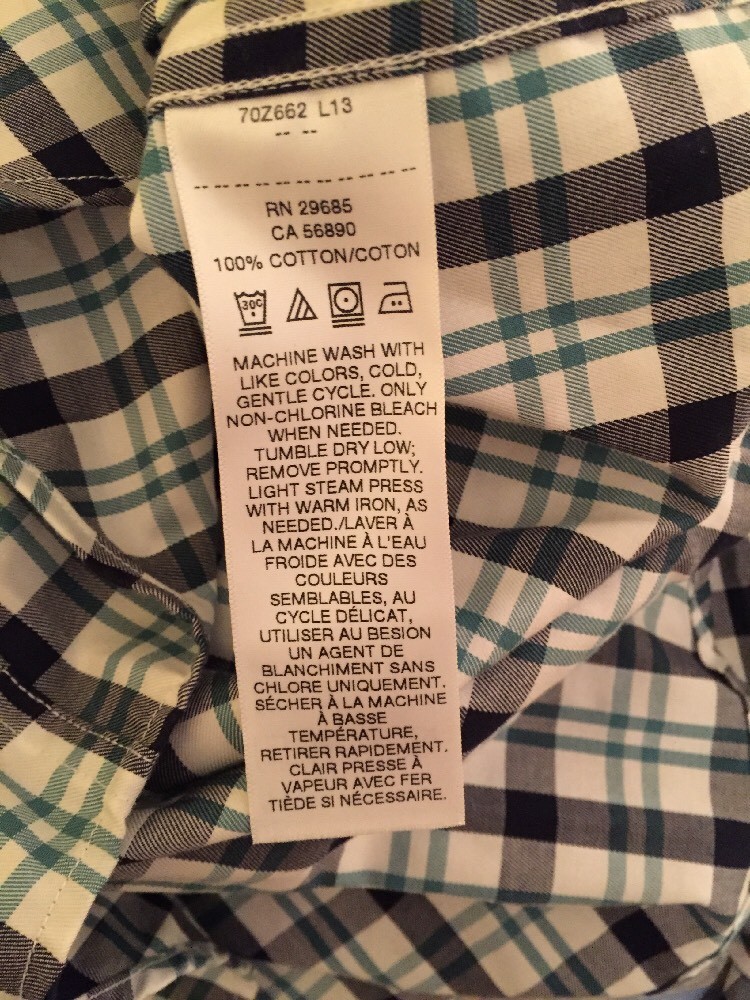 70Z662 L13
-- --
-- -- -- -- -- -- -- -- -- --
RN 29685
CA 56890
100% COTTON/COTON
30C
MACHINE WASH WITH
LIKE COLORS, COLD,
GENTLE CYCLE. ONLY
NON-CHLORINE BLEACH
WHEN NEEDED.
TUMBLE DRY LOW;
REMOVE PROMPTLY.
LIGHT STEAM PRESS
WITH WARM IRON, AS
NEEDED./LAVER À
LA MACHINE À L'EAU
FROIDE AVEC DES
COULEURS
SEMBLABLES, AU
CYCLE DÉLICAT,
UTILISER AU BESION
UN AGENT DE
BLANCHIMENT SANS
CHLORE UNIQUEMENT.
SÉCHER À LA MACHINE
À BASSE
TEMPÉRATURE,
RETIRER RAPIDEMENT.
CLAIR PRESSE À
VAPEUR AVEC FER
TIÈDE SI NÉCESSAIRE.